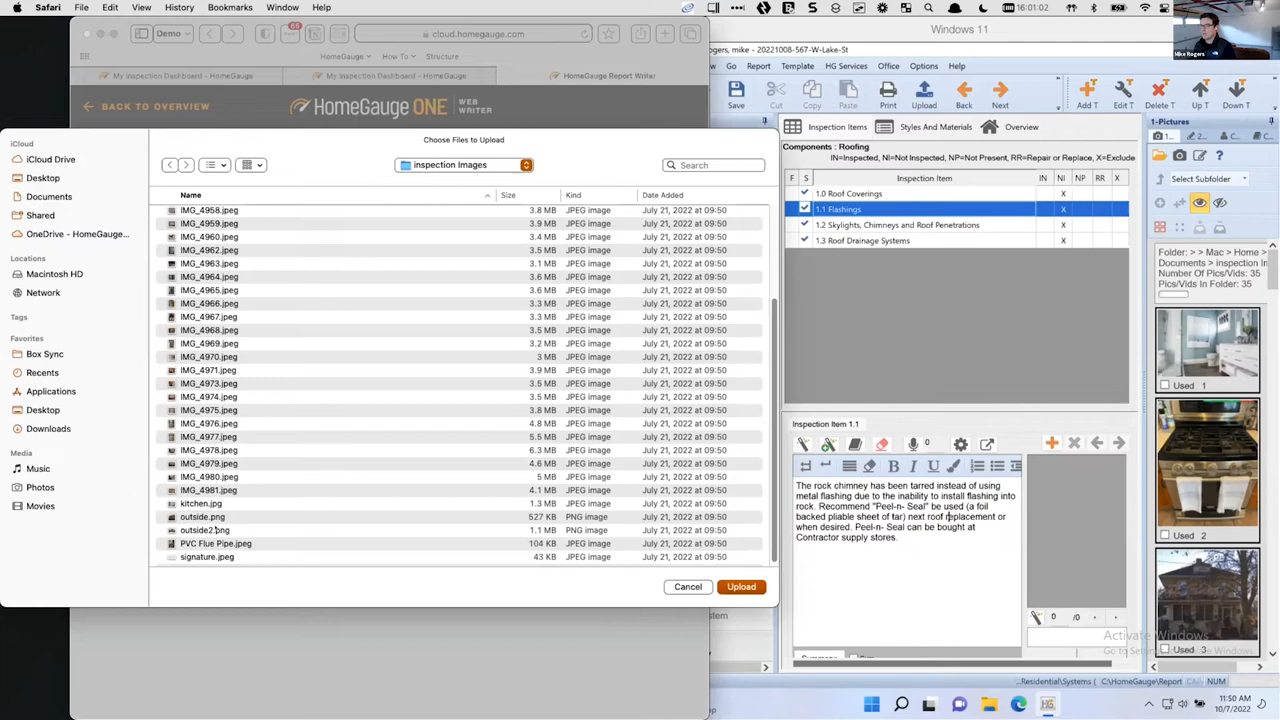 Safari File Edit View History Bookmarks Window Help
16:01:02
Mike Rogers
Demo
cloud.homegauge.com
HomeGauge How To Structure
My Inspection Dashboard - HomeGauge
My Inspection Dashboard - HomeGauge
HomeGauge Report Writer
BACK TO OVERVIEW
HomeGauge ONE WEB WRITER
Choose Files to Upload
inspection Images
Search
iCloud
iCloud Drive
Desktop
Documents
Shared
OneDrive - HomeGauge...
Locations
Macintosh HD
Network
Tags
Favorites
Box Sync
Recents
Applications
Desktop
Downloads
Media
Music
Photos
Movies
Name Size Kind Date Added
IMG_4958.jpeg 3.8 MB JPEG image July 21, 2022 at 09:50
IMG_4959.jpeg 3.9 MB JPEG image July 21, 2022 at 09:50
IMG_4960.jpeg 3.4 MB JPEG image July 21, 2022 at 09:50
IMG_4962.jpeg 3.5 MB JPEG image July 21, 2022 at 09:50
IMG_4963.jpeg 3.1 MB JPEG image July 21, 2022 at 09:50
IMG_4964.jpeg 3.6 MB JPEG image July 21, 2022 at 09:50
IMG_4965.jpeg 3.6 MB JPEG image July 21, 2022 at 09:50
IMG_4966.jpeg 3.3 MB JPEG image July 21, 2022 at 09:50
IMG_4967.jpeg 3.3 MB JPEG image July 21, 2022 at 09:50
IMG_4968.jpeg 3.5 MB JPEG image July 21, 2022 at 09:50
IMG_4969.jpeg 3.2 MB JPEG image July 21, 2022 at 09:50
IMG_4970.jpeg 3 MB JPEG image July 21, 2022 at 09:50
IMG_4971.jpeg 3.9 MB JPEG image July 21, 2022 at 09:50
IMG_4973.jpeg 3.5 MB JPEG image July 21, 2022 at 09:50
IMG_4974.jpeg 3.5 MB JPEG image July 21, 2022 at 09:50
IMG_4975.jpeg 3.8 MB JPEG image July 21, 2022 at 09:50
IMG_4976.jpeg 4.8 MB JPEG image July 21, 2022 at 09:50
IMG_4977.jpeg 5.5 MB JPEG image July 21, 2022 at 09:50
IMG_4978.jpeg 6.3 MB JPEG image July 21, 2022 at 09:50
IMG_4979.jpeg 4.6 MB JPEG image July 21, 2022 at 09:50
IMG_4980.jpeg 5 MB JPEG image July 21, 2022 at 09:50
IMG_4981.jpeg 4.1 MB JPEG image July 21, 2022 at 09:50
kitchen.jpg 1.3 MB JPEG image July 21, 2022 at 09:50
outside.png 527 KB PNG image July 21, 2022 at 09:50
outside2.png 1.1 MB PNG image July 21, 2022 at 09:50
PVC Flue Pipe.jpeg 104 KB JPEG image July 21, 2022 at 09:50
signature.jpeg 43 KB JPEG image July 21, 2022 at 09:50
Cancel Upload
Windows 11
Rogers, mike - 20221008-567-W-Lake-St
Go Report Template HG Services Office Options Help
Save Cut Copy Paste Print Upload Back Next
Add T Edit T Delete T Up T Down T
Inspection Items Styles And Materials Overview
Components : Roofing
IN=Inspected, NI=Not Inspected, NP=Not Present, RR=Repair or Replace, X=Exclude
F S Inspection Item IN NI NP RR X
1.0 Roof Coverings X
1.1 Flashings X
1.2 Skylights, Chimneys and Roof Penetrations X
1.3 Roof Drainage Systems X
Inspection Item 1.1
0
B I U
The rock chimney has been tarred instead of using
metal flashing due to the inability to install flashing into
rock. Recommend "Peel-n- Seal" be used (a foil
backed pliable sheet of tar) next roof replacement or
when desired. Peel-n- Seal can be bought at
Contractor supply stores.
0 /0
1-Pictures
Select Subfolder
Folder: > > Mac > Home >
Documents > inspection In
Number Of Pics/Vids: 35
Pics/Vids In Folder: 35
Used 1
Used 2
Used 3
Activate Windows
...Residential\Systems ( C:\HomeGauge\Report CAP NUM
11:50 AM
10/7/2022